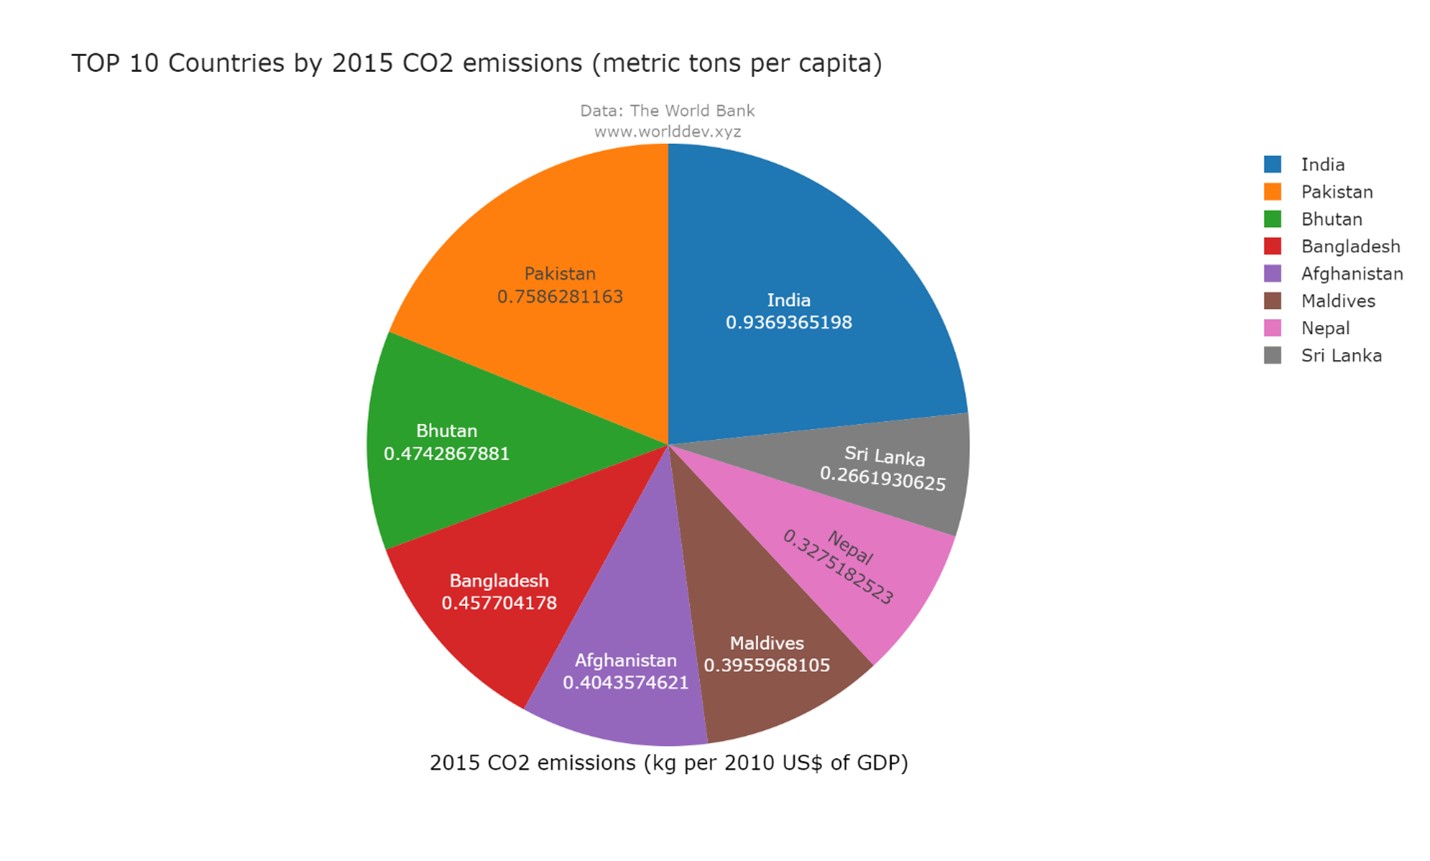 TOP 10 Countries by 2015 CO2 emissions (metric tons per capita)
Data: The World Bank
www.worlddev.xyz
India
Pakistan
Bhutan
Bangladesh
Afghanistan
Maldives
Nepal
Sri Lanka
Pakistan
0.7586281163
India
0.9369365198
Bhutan
0.4742867881
Sri Lanka
0.2661930625
Nepal
0.3275182523
Bangladesh
0.457704178
Maldives
0.3955968105
Afghanistan
0.4043574621
2015 CO2 emissions (kg per 2010 US$ of GDP)